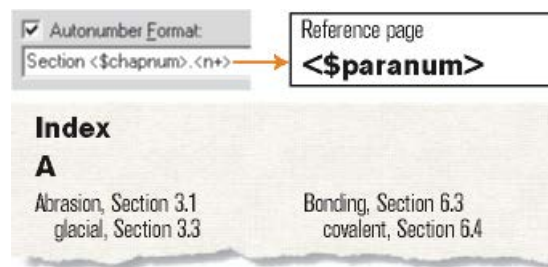 Autonumber Format:
Section <$chapnum>.<n+>
Reference page
<$paranum>
Index
A
Abrasion, Section 3.1
glacial, Section 3.3
Bonding, Section 6.3
covalent, Section 6.4